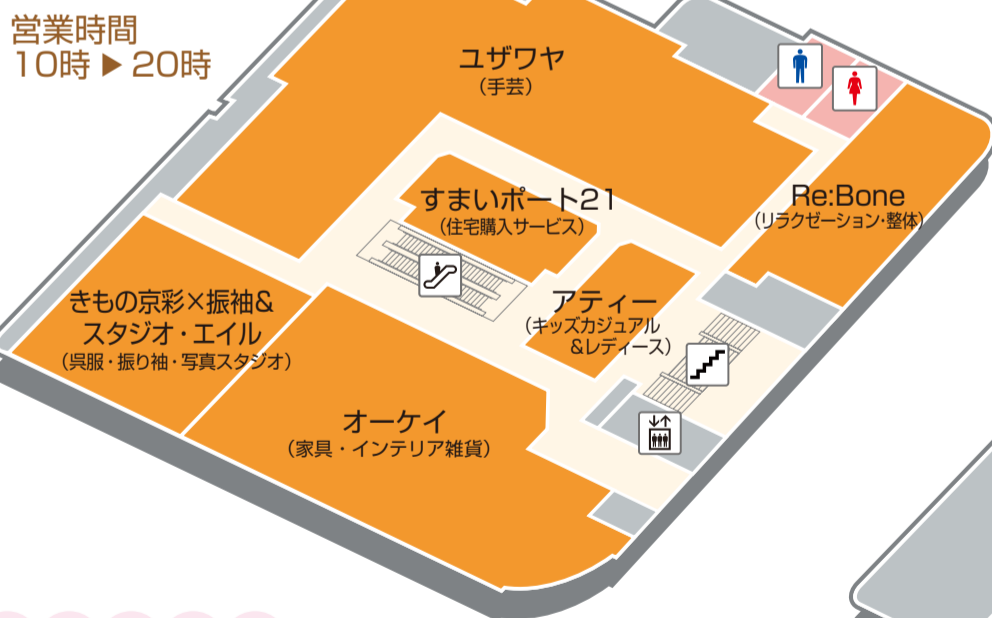 営業時間
10時▶20時
ユザワヤ
(手芸)
すまいポート21
(住宅購入サービス)
Re:Bone
(リラクゼーション・整体)
きもの京彩×振袖&
スタジオ・エイル
(呉服・振り袖・写真スタジオ)
アティー
(キッズカジュアル
&レディース)
オーケイ
(家具・インテリア雑貨)